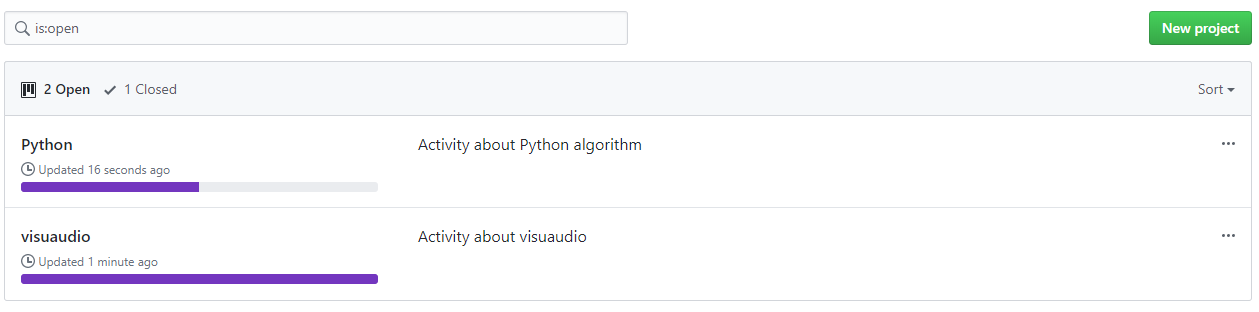 is:open
New project
2 Open 1 Closed
Sort
Python
Activity about Python algorithm
Updated 16 seconds ago
visuaudio
Activity about visuaudio
Updated 1 minute ago